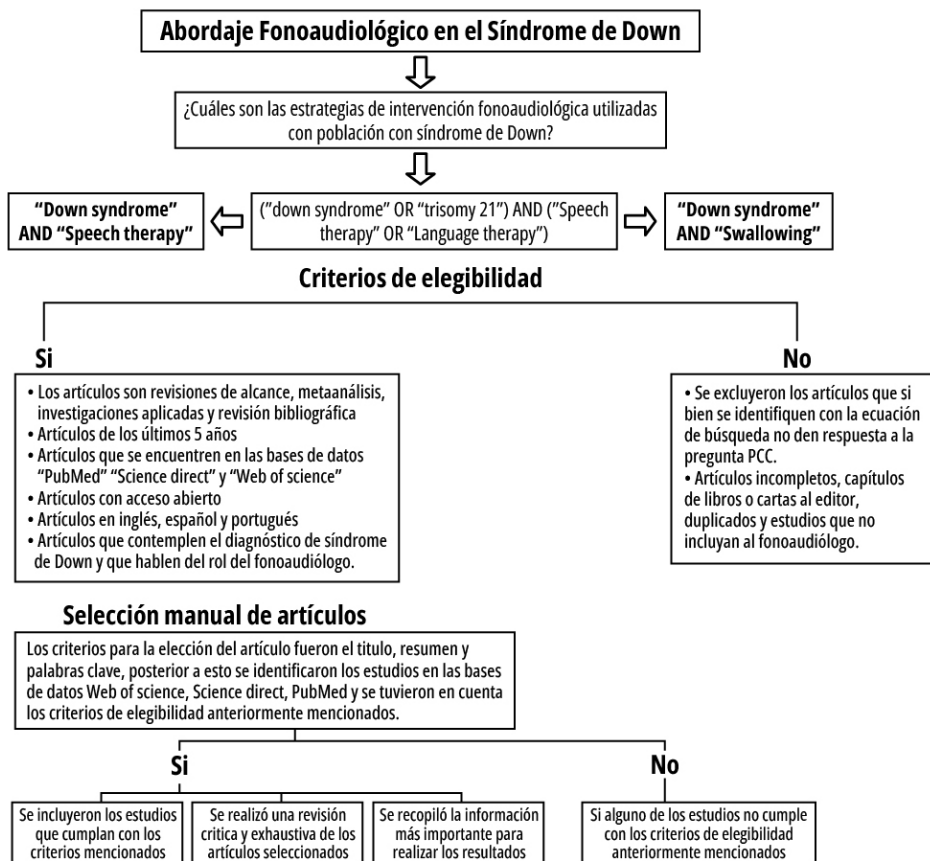 Abordaje Fonoaudiológico en el Síndrome de Down
¿Cuáles son las estrategias de intervención fonoaudiológica utilizadas
con población con síndrome de Down?
“Down syndrome”
AND “Speech therapy”
(”down syndrome” OR “trisomy 21”) AND (”Speech
therapy” OR “Language therapy”)
“Down syndrome”
AND “Swallowing”
Criterios de elegibilidad
Si
• Los artículos son revisiones de alcance, metaanálisis,
investigaciones aplicadas y revisión bibliográfica
• Artículos de los últimos 5 años
• Artículos que se encuentren en las bases de datos
“PubMed” “Science direct” y “Web of science”
• Artículos con acceso abierto
• Artículos en inglés, español y portugués
• Artículos que contemplen el diagnóstico de síndrome
de Down y que hablen del rol del fonoaudiólogo.
No
• Se excluyeron los artículos que si
bien se identifiquen con la ecuación
de búsqueda no den respuesta a la
pregunta PCC.
• Artículos incompletos, capítulos
de libros o cartas al editor,
duplicados y estudios que no
incluyan al fonoaudiólogo.
Selección manual de artículos
Los criterios para la elección del artículo fueron el titulo, resumen y
palabras clave, posterior a esto se identificaron los estudios en las bases
de datos Web of science, Science direct, PubMed y se tuvieron en cuenta
los criterios de elegibilidad anteriormente mencionados.
Si
Se incluyeron los estudios
que cumplan con los
criterios mencionados
Se realizó una revisión
critica y exhaustiva de los
artículos seleccionados
Se recopiló la información
más importante para
realizar los resultados
No
Si alguno de los estudios no cumple
con los criterios de elegibilidad
anteriormente mencionados